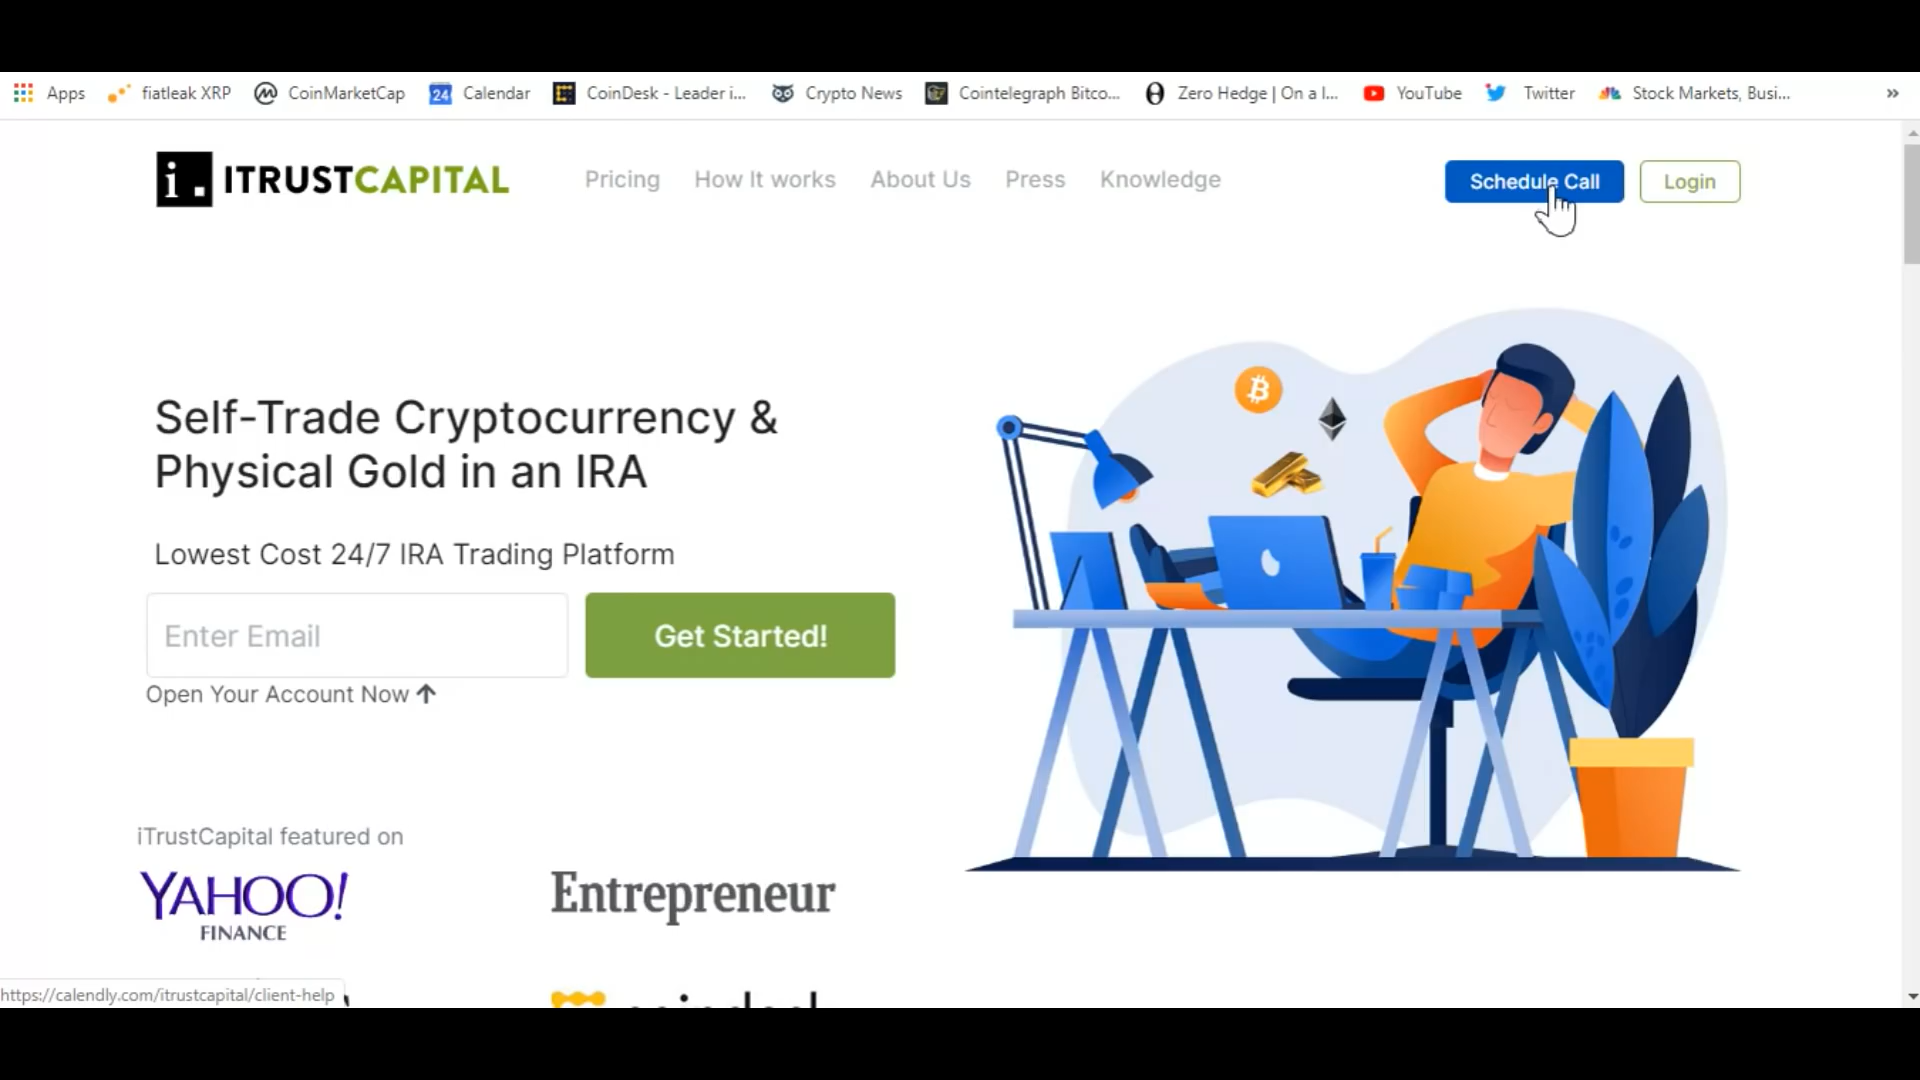 Apps fiatleak XRP CoinMarketCap 24 Calendar CoinDesk - Leader i... Crypto News Cointelegraph Bitco... Zero Hedge | On a l... YouTube Twitter Stock Markets, Busi... »
i. ITRUSTCAPITAL Pricing How It works About Us Press Knowledge Schedule Call Login
Self-Trade Cryptocurrency &
Physical Gold in an IRA
Lowest Cost 24/7 IRA Trading Platform
Enter Email Get Started!
Open Your Account Now ↑
iTrustCapital featured on
YAHOO! Entrepreneur
FINANCE
https://calendly.com/itrustcapital/client-help